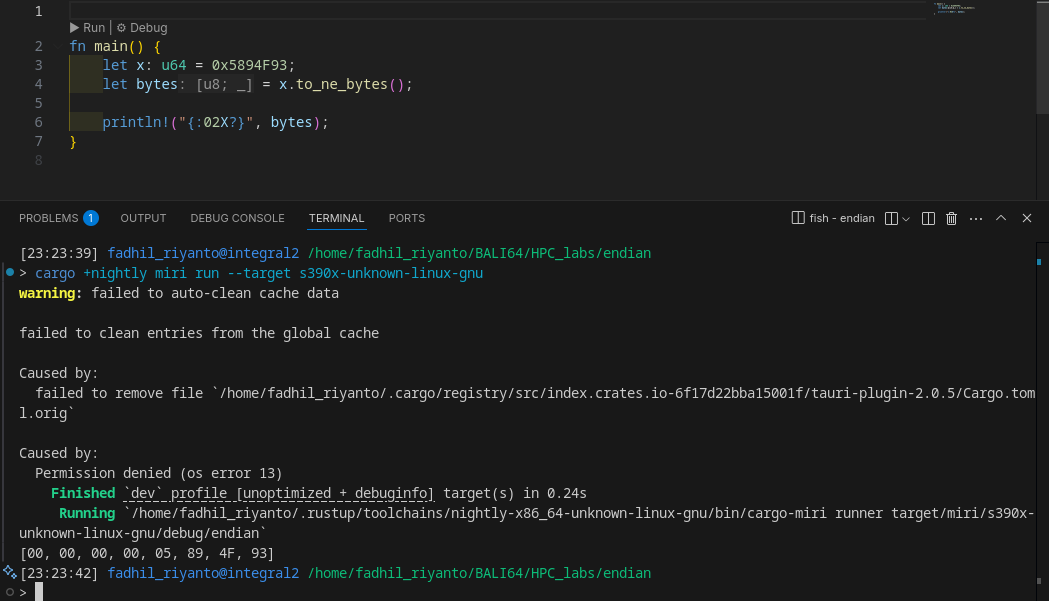 1
▶ Run | ⚙ Debug
2 fn main() {
3 let x: u64 = 0x5894F93;
4 let bytes: [u8; _] = x.to_ne_bytes();
5
6 println!("{:02X?}", bytes);
7 }
8
PROBLEMS 1 OUTPUT DEBUG CONSOLE TERMINAL PORTS fish - endian
[23:23:39] fadhil_riyanto@integral2 /home/fadhil_riyanto/BALI64/HPC_labs/endian
> cargo +nightly miri run --target s390x-unknown-linux-gnu
warning: failed to auto-clean cache data
failed to clean entries from the global cache
Caused by:
failed to remove file `/home/fadhil_riyanto/.cargo/registry/src/index.crates.io-6f17d22bba15001f/tauri-plugin-2.0.5/Cargo.tom
l.orig`
Caused by:
Permission denied (os error 13)
Finished `dev` profile [unoptimized + debuginfo] target(s) in 0.24s
Running `/home/fadhil_riyanto/.rustup/toolchains/nightly-x86_64-unknown-linux-gnu/bin/cargo-miri runner target/miri/s390x-
unknown-linux-gnu/debug/endian`
[00, 00, 00, 00, 05, 89, 4F, 93]
[23:23:42] fadhil_riyanto@integral2 /home/fadhil_riyanto/BALI64/HPC_labs/endian
>